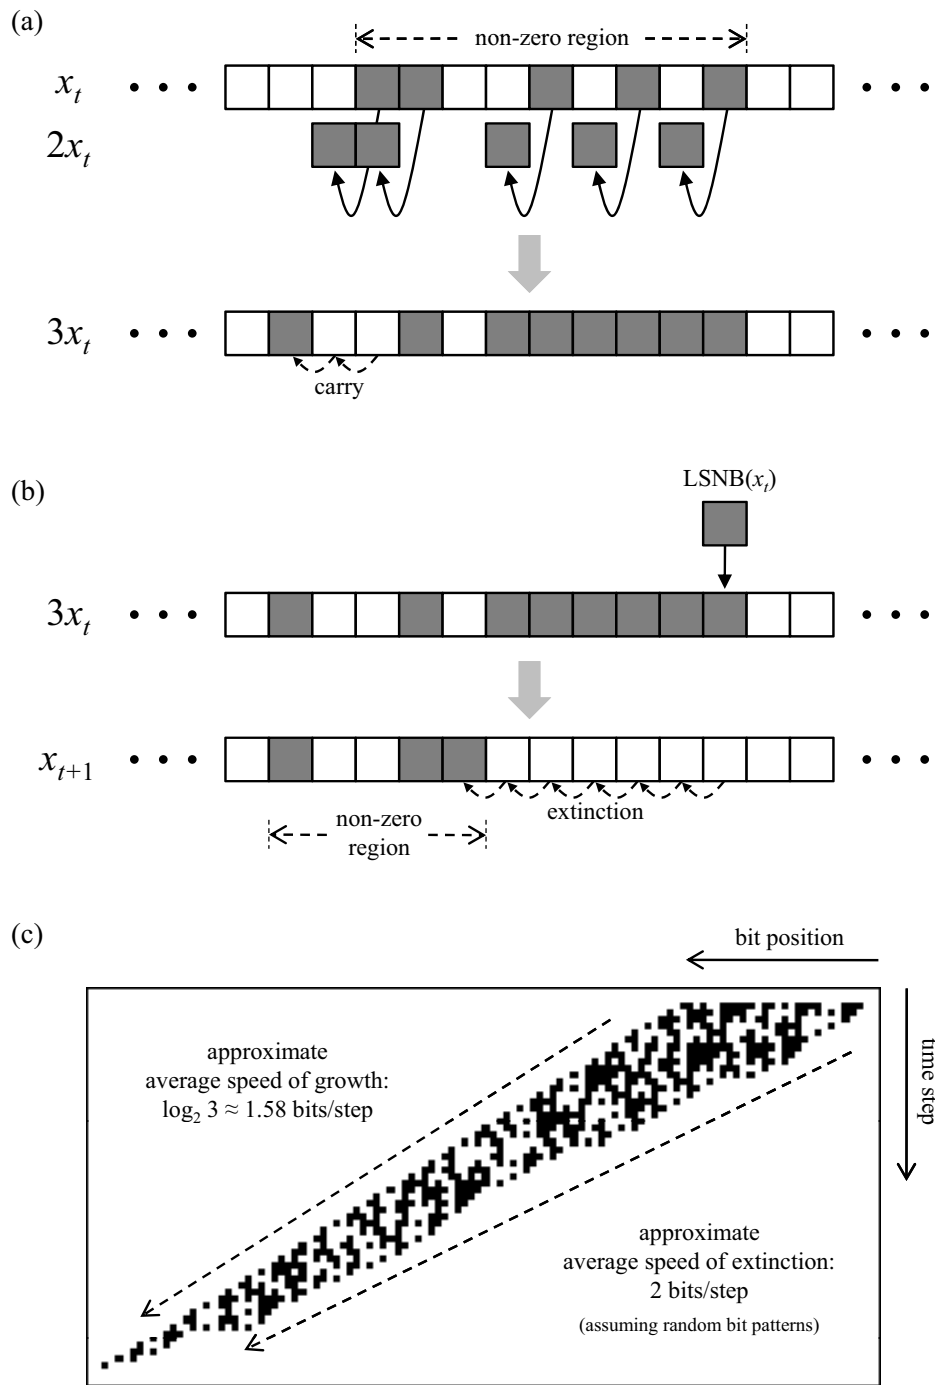 (a)
non-zero region
x_t
2x_t
3x_t
carry
(b)
LSNB(x_t)
3x_t
x_{t+1}
extinction
non-zero
region
(c)
bit position
time step
approximate
average speed of growth:
log₂ 3 ≈ 1.58 bits/step
approximate
average speed of extinction:
2 bits/step
(assuming random bit patterns)